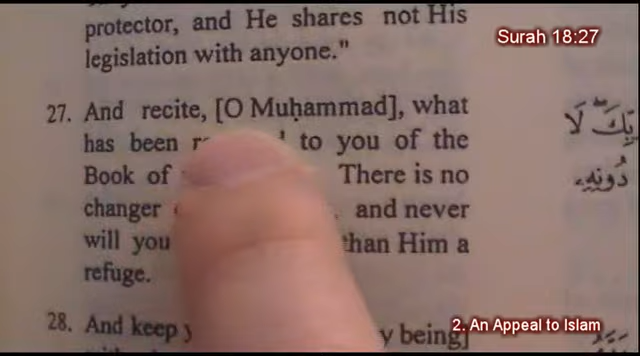 protector, and He shares not His
legislation with anyone."
Surah 18:27
27. And recite, [O Muḥammad], what
has been to you of the
Book of There is no
changer and never
will you than Him a
refuge.
28. And keep being]
2. An Appeal to Islam
دُونِهِ